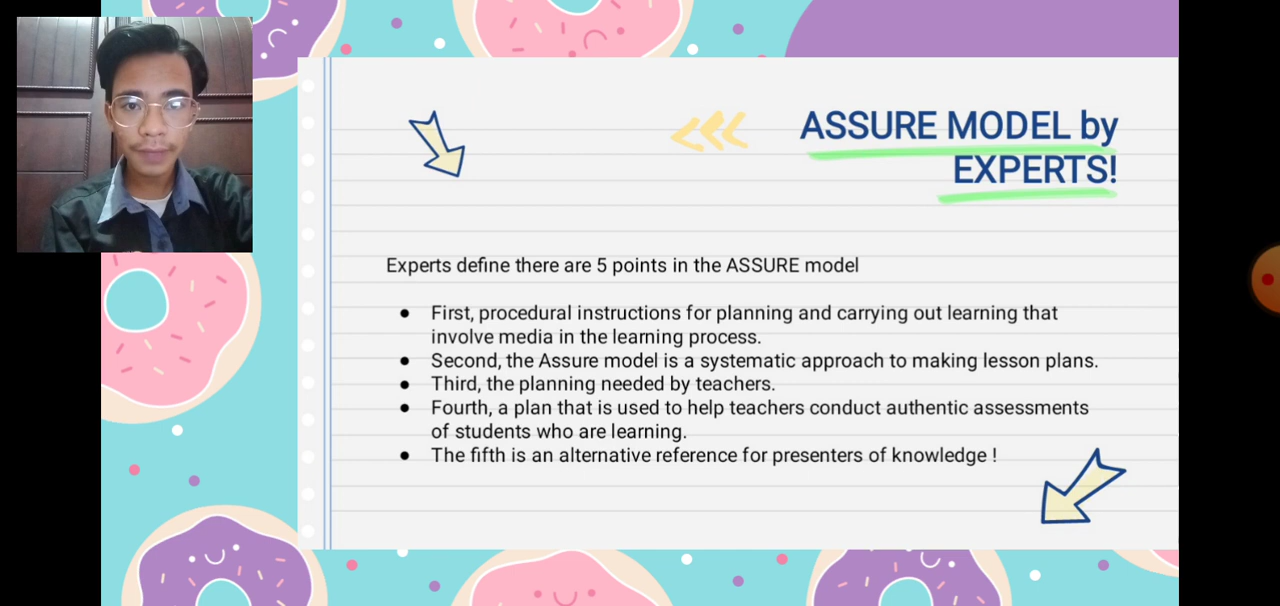 ASSURE MODEL by
EXPERTS!
Experts define there are 5 points in the ASSURE model
● First, procedural instructions for planning and carrying out learning that
involve media in the learning process.
● Second, the Assure model is a systematic approach to making lesson plans.
● Third, the planning needed by teachers.
● Fourth, a plan that is used to help teachers conduct authentic assessments
of students who are learning.
● The fifth is an alternative reference for presenters of knowledge !